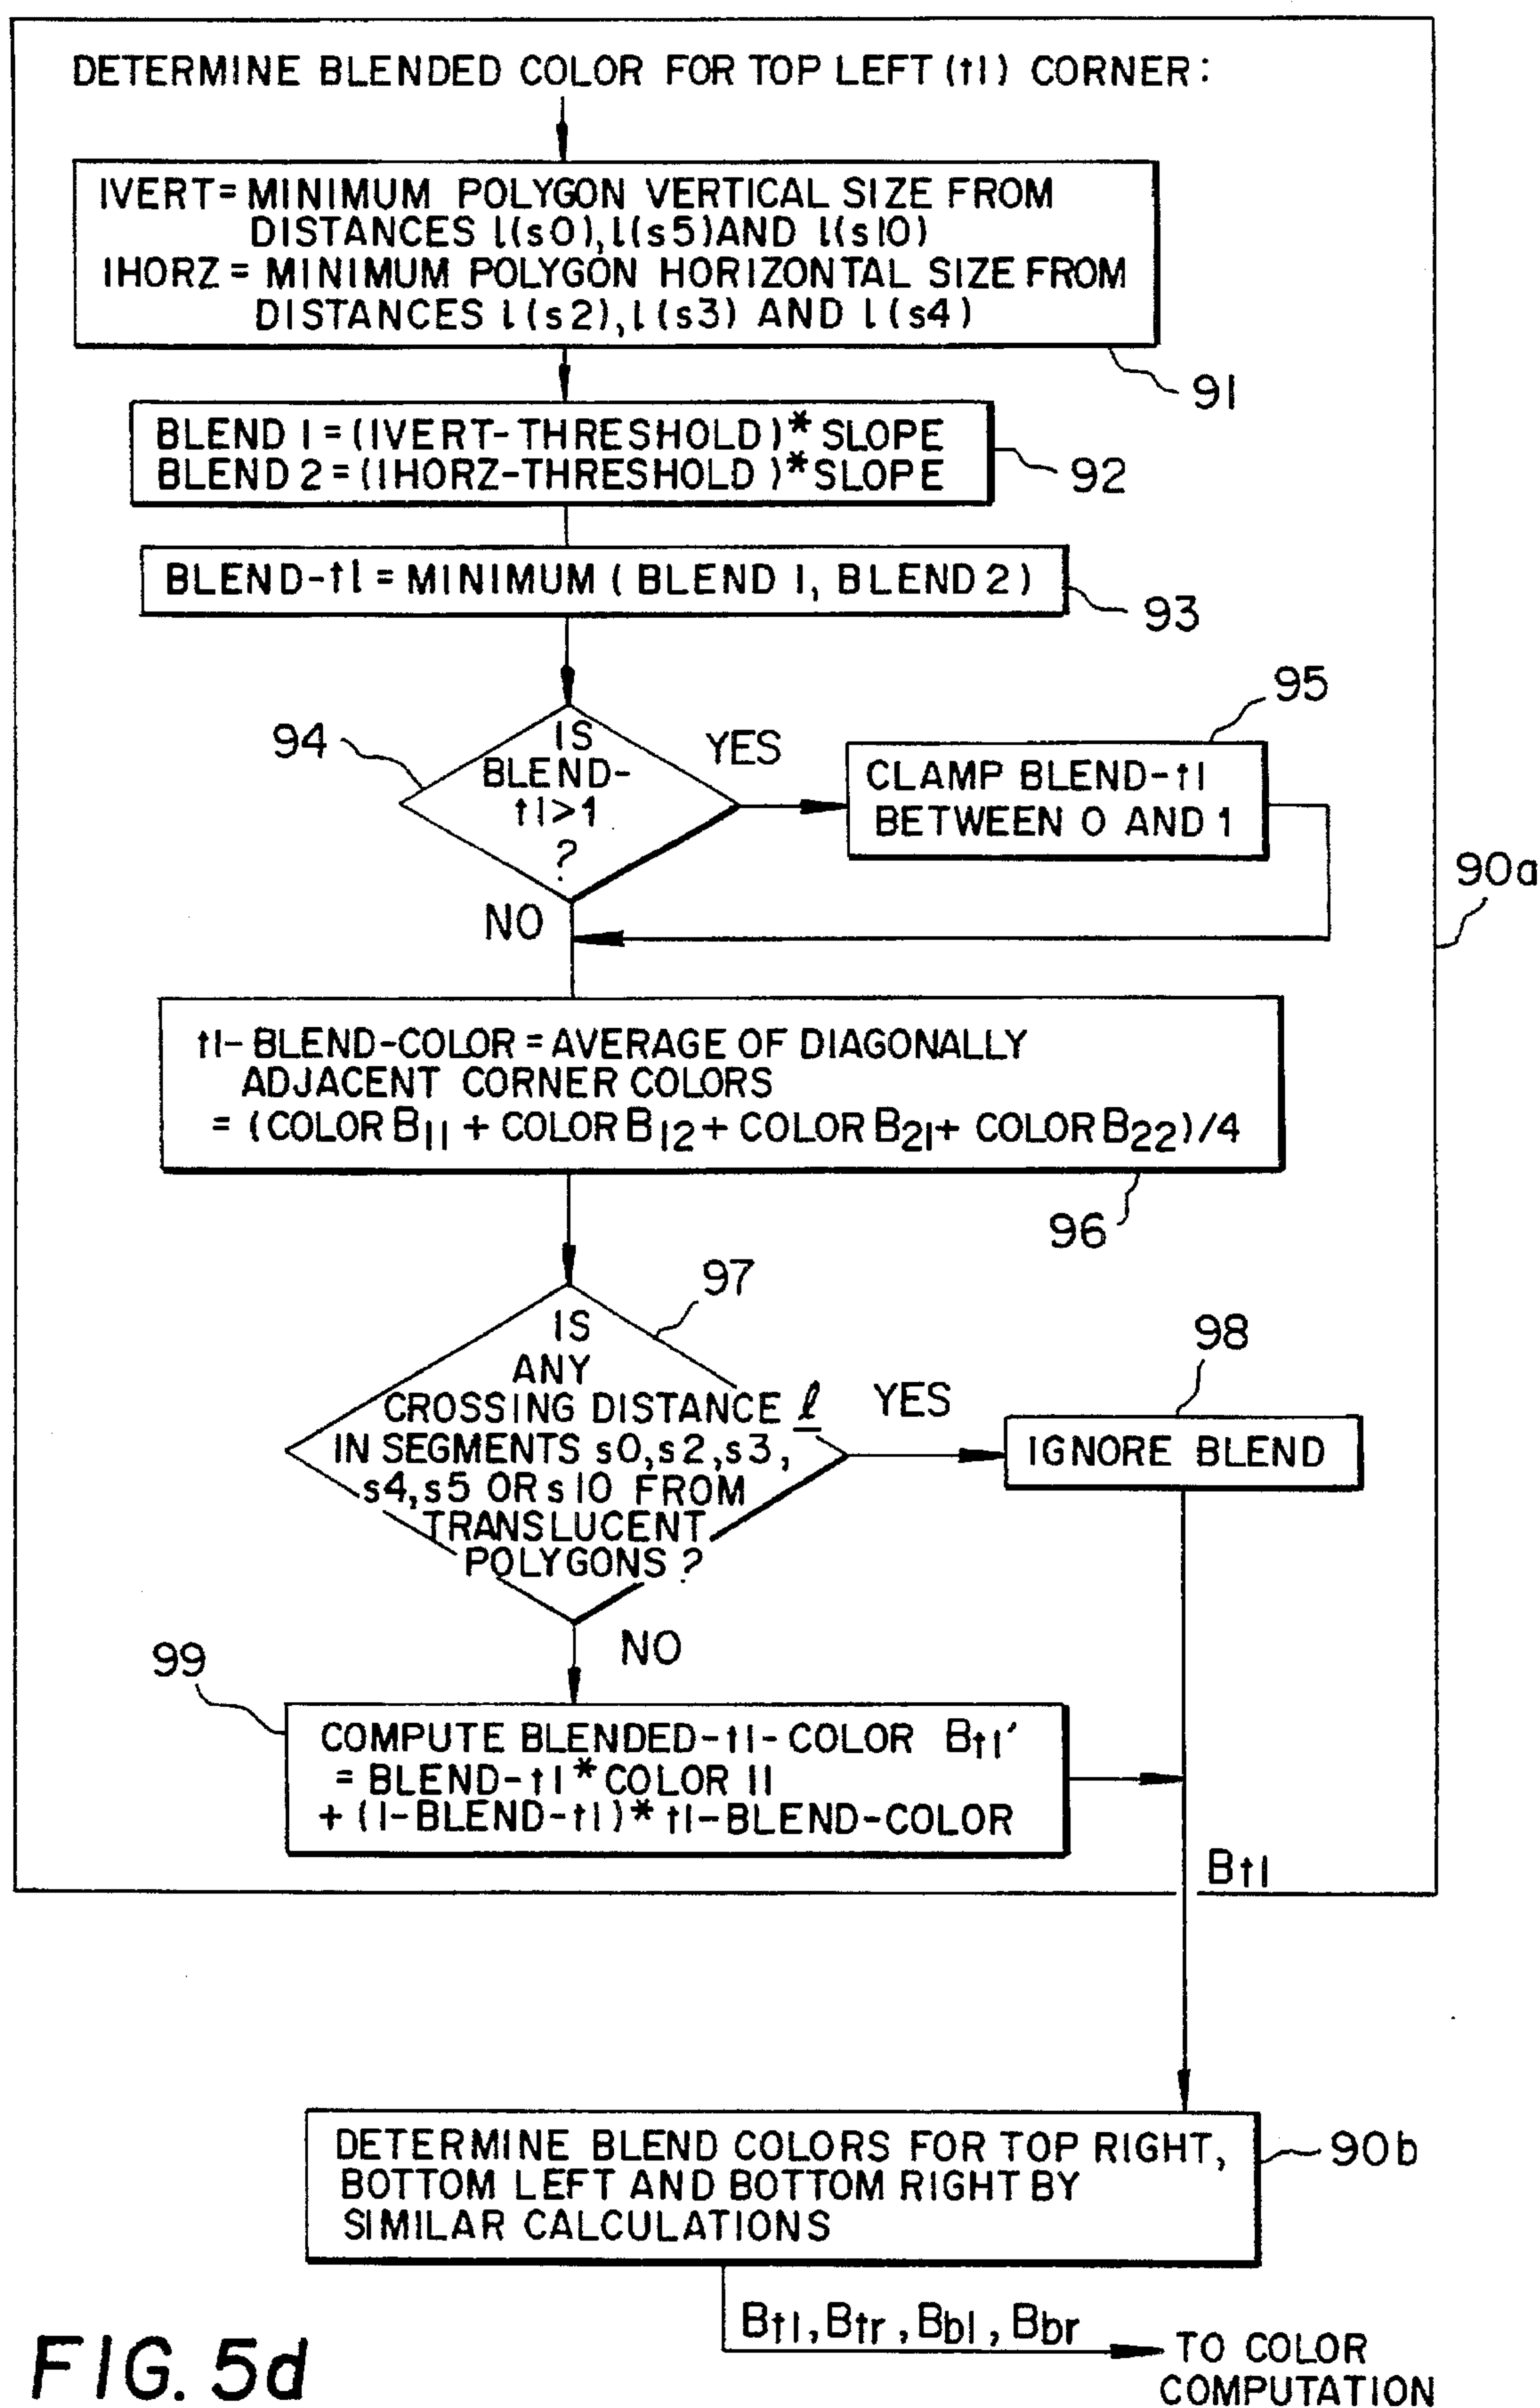 DETERMINE BLENDED COLOR FOR TOP LEFT (tl) CORNER:
lVERT = MINIMUM POLYGON VERTICAL SIZE FROM
DISTANCES l(s0), l(s5) AND l(s10)
lHORZ = MINIMUM POLYGON HORIZONTAL SIZE FROM
DISTANCES l(s2), l(s3) AND l(s4)
91
BLEND 1 = (lVERT-THRESHOLD)* SLOPE
BLEND 2 = (lHORZ-THRESHOLD)* SLOPE
92
BLEND-tl = MINIMUM (BLEND 1, BLEND 2)
93
94
IS
BLEND-
tl>1
?
YES
95
CLAMP BLEND-tl
BETWEEN 0 AND 1
NO
90a
tl-BLEND-COLOR = AVERAGE OF DIAGONALLY
ADJACENT CORNER COLORS
= (COLOR B11 + COLOR B12 + COLOR B21 + COLOR B22)/4
96
97
IS
ANY
CROSSING DISTANCE l
IN SEGMENTS s0, s2, s3,
s4, s5 OR s10 FROM
TRANSLUCENT
POLYGONS ?
YES
98
IGNORE BLEND
NO
99
COMPUTE BLENDED-tl-COLOR Btl'
= BLEND-tl * COLOR 11
+ (1-BLEND-tl)* tl-BLEND-COLOR
Btl
DETERMINE BLEND COLORS FOR TOP RIGHT,
BOTTOM LEFT AND BOTTOM RIGHT BY
SIMILAR CALCULATIONS
90b
Btl, Btr, Bbl, Bbr
TO COLOR
COMPUTATION
FIG. 5d